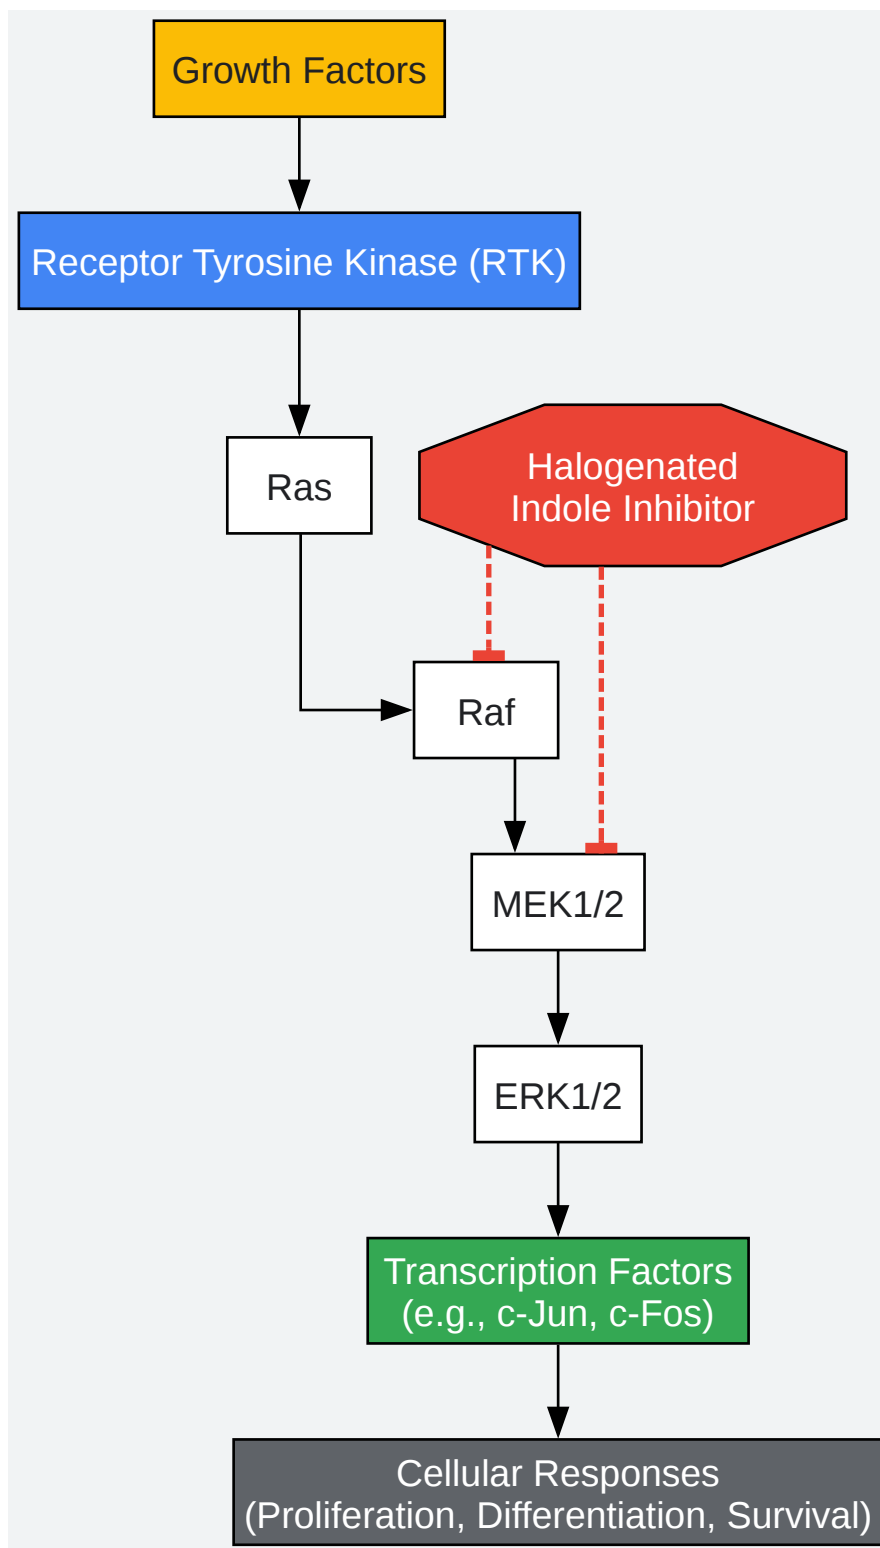 Growth Factors
Receptor Tyrosine Kinase (RTK)
Ras
Halogenated
Indole Inhibitor
Raf
MEK1/2
ERK1/2
Transcription Factors
(e.g., c-Jun, c-Fos)
Cellular Responses
(Proliferation, Differentiation, Survival)